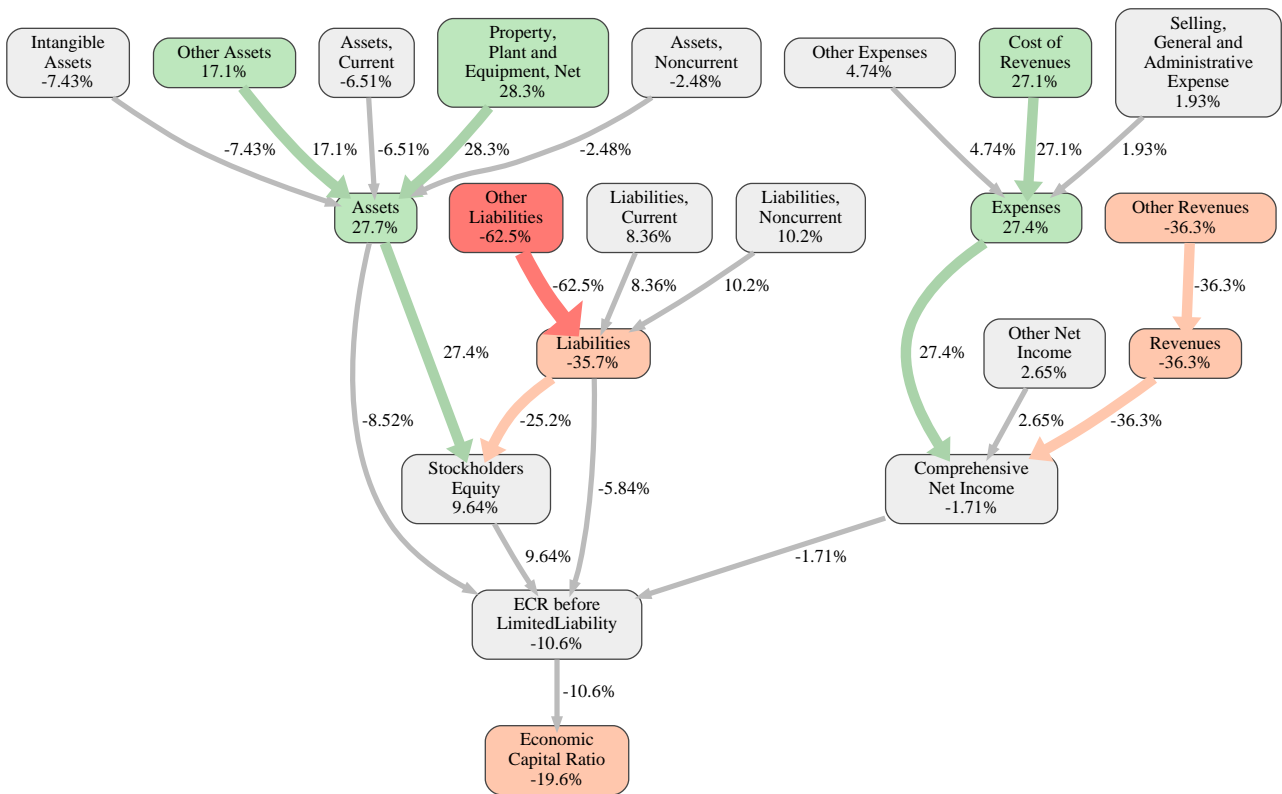 Intangible
Assets
-7.43%
Other Assets
17.1%
Assets,
Current
-6.51%
Property,
Plant and
Equipment, Net
28.3%
Assets,
Noncurrent
-2.48%
Other Expenses
4.74%
Cost of
Revenues
27.1%
Selling,
General and
Administrative
Expense
1.93%
-7.43%
17.1%
-6.51%
28.3%
-2.48%
4.74%
27.1%
1.93%
Assets
27.7%
Other
Liabilities
-62.5%
Liabilities,
Current
8.36%
Liabilities,
Noncurrent
10.2%
Expenses
27.4%
Other Revenues
-36.3%
-62.5%
8.36%
10.2%
-36.3%
Liabilities
-35.7%
Other Net
Income
2.65%
Revenues
-36.3%
27.4%
27.4%
-8.52%
-25.2%
2.65%
-36.3%
Stockholders
Equity
9.64%
-5.84%
Comprehensive
Net Income
-1.71%
9.64%
-1.71%
ECR before
LimitedLiability
-10.6%
-10.6%
Economic
Capital Ratio
-19.6%